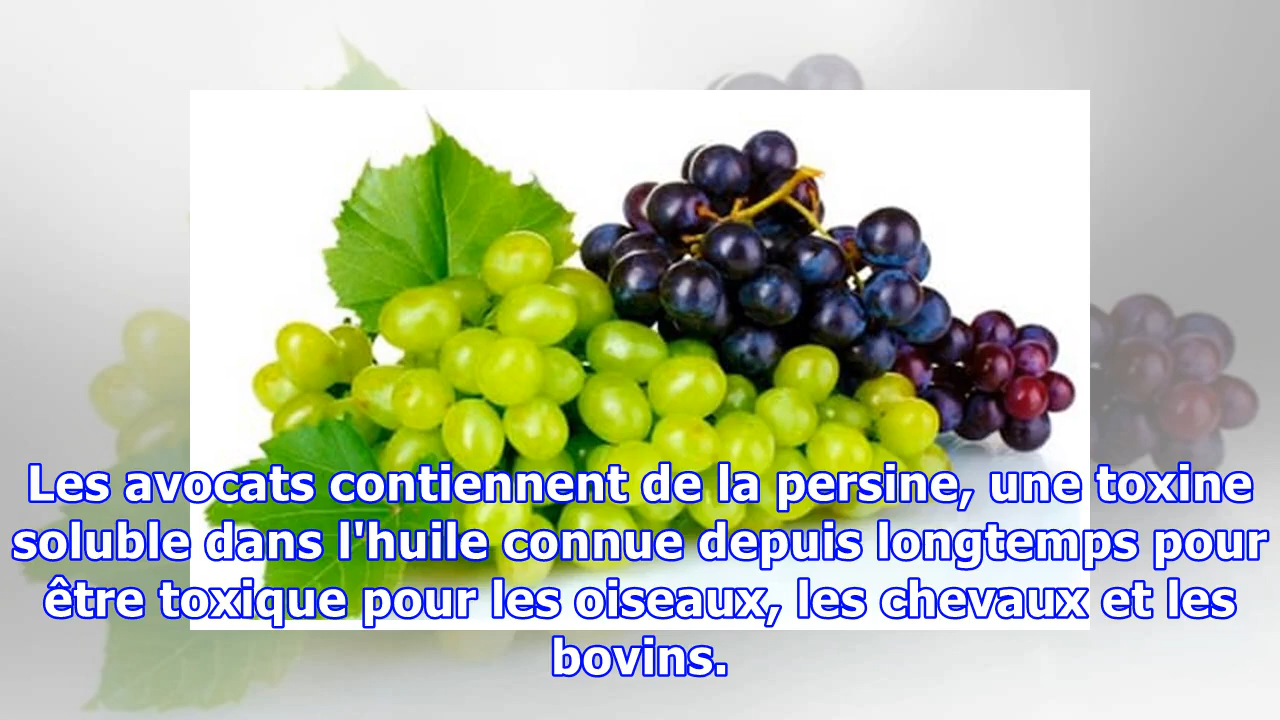 Les avocats contiennent de la persine, une toxine
soluble dans l'huile connue depuis longtemps pour
être toxique pour les oiseaux, les chevaux et les
bovins.